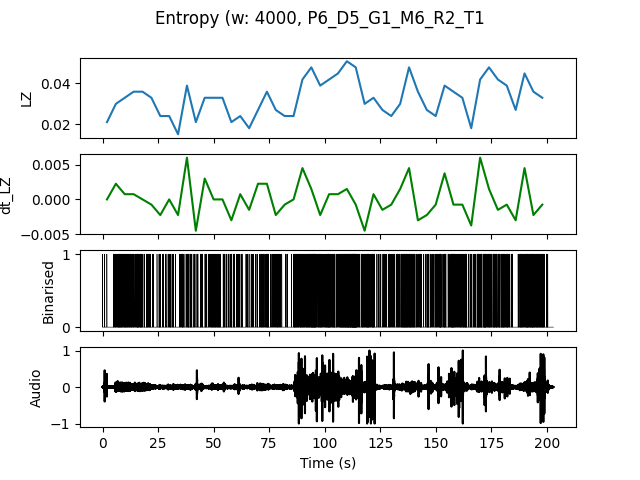 Entropy (w: 4000, P6_D5_G1_M6_R2_T1
LZ
0.04
0.02
dt_LZ
0.005
0.000
−0.005
Binarised
1
0
Audio
1
0
−1
0 25 50 75 100 125 150 175 200
Time (s)